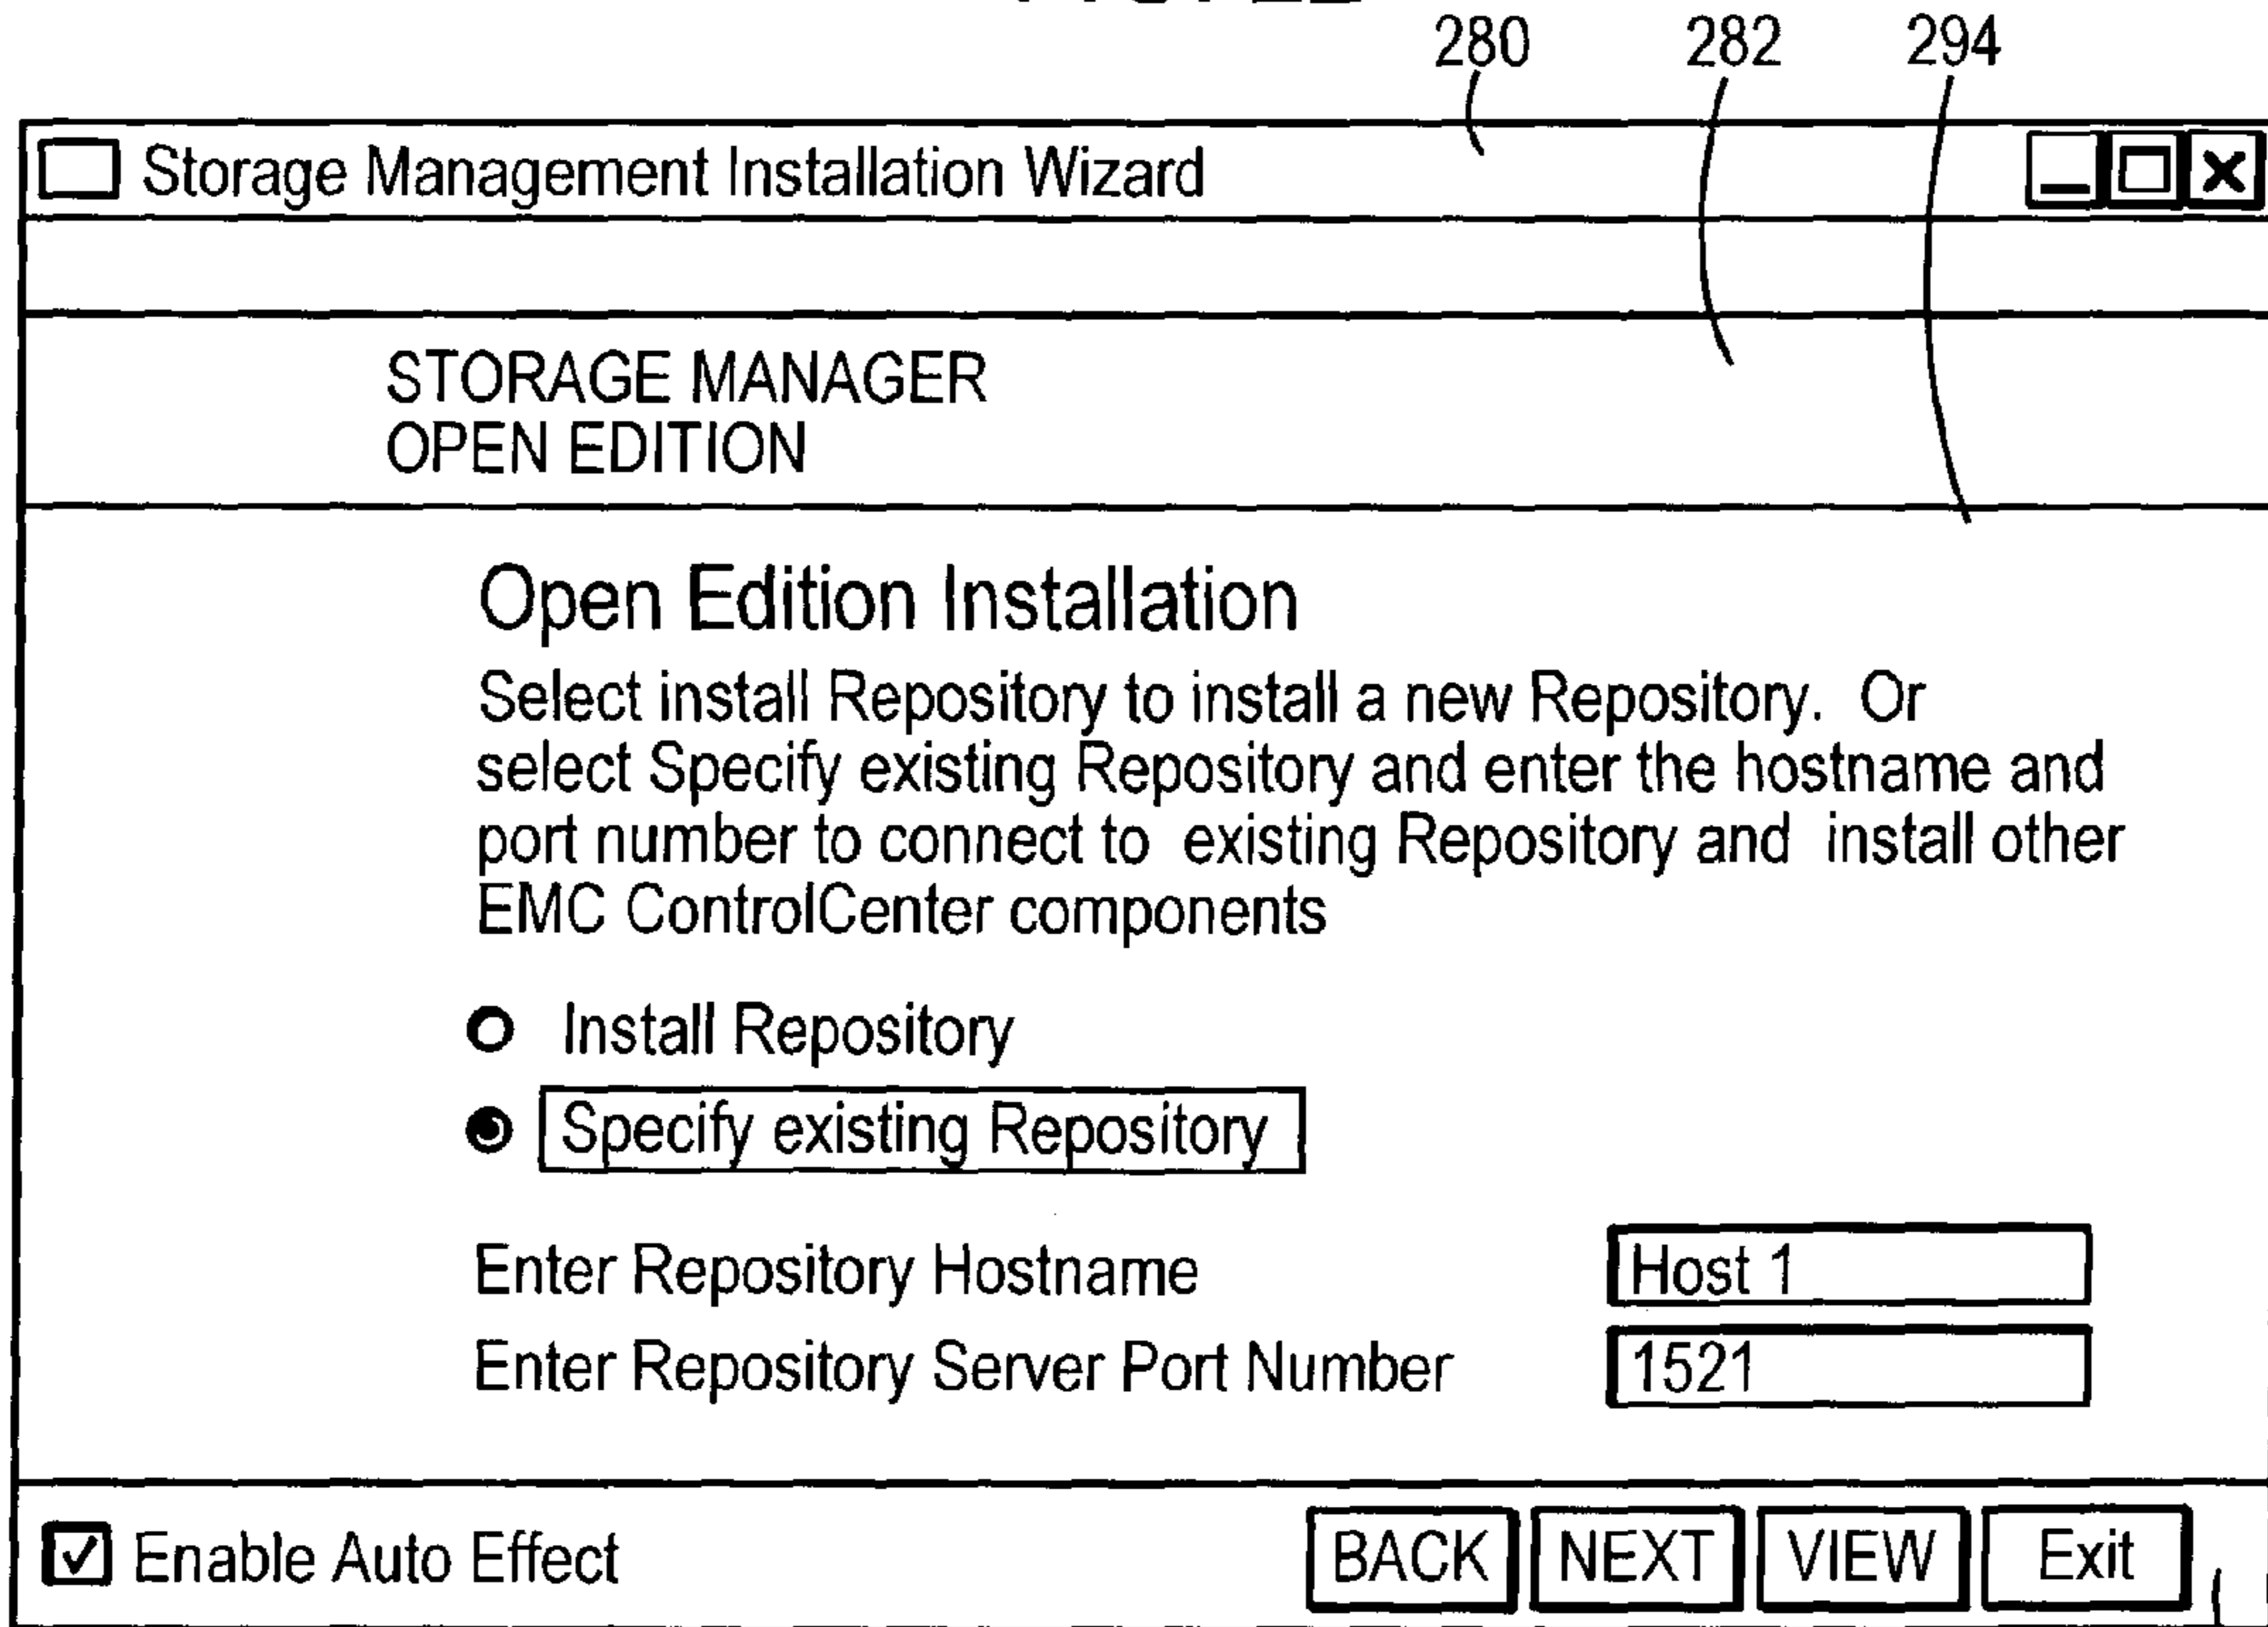 280 282 294
Storage Management Installation Wizard
STORAGE MANAGER
OPEN EDITION
Open Edition Installation
Select install Repository to install a new Repository. Or
select Specify existing Repository and enter the hostname and
port number to connect to existing Repository and install other
EMC ControlCenter components
Install Repository
Specify existing Repository
Enter Repository Hostname Host 1
Enter Repository Server Port Number 1521
Enable Auto Effect BACK NEXT VIEW Exit